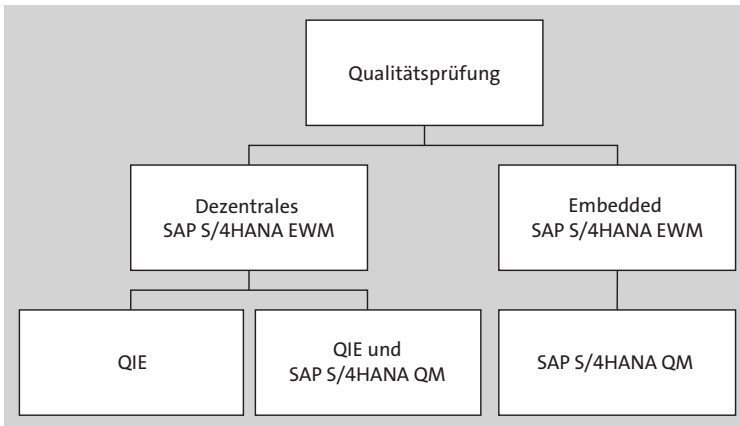 Qualitätsprüfung
Dezentrales
SAP S/4HANA EWM
Embedded
SAP S/4HANA EWM
QIE
QIE und
SAP S/4HANA QM
SAP S/4HANA QM